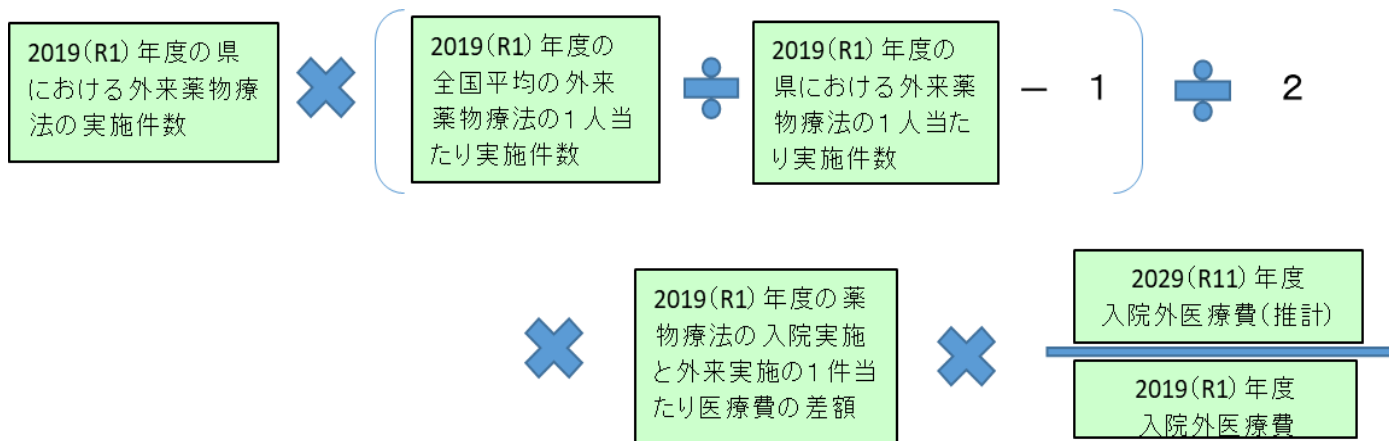 2019(R1)年度の県
における外来薬物療
法の実施件数
2019(R1)年度の
全国平均の外来
薬物療法の1人当
たり実施件数
2019(R1)年度の
県における外来薬
物療法の1人当た
り実施件数
－ 1
2
2019(R1)年度の薬
物療法の入院実施
と外来実施の1件当
たり医療費の差額
2029(R11)年度
入院外医療費(推計)
2019(R1)年度
入院外医療費